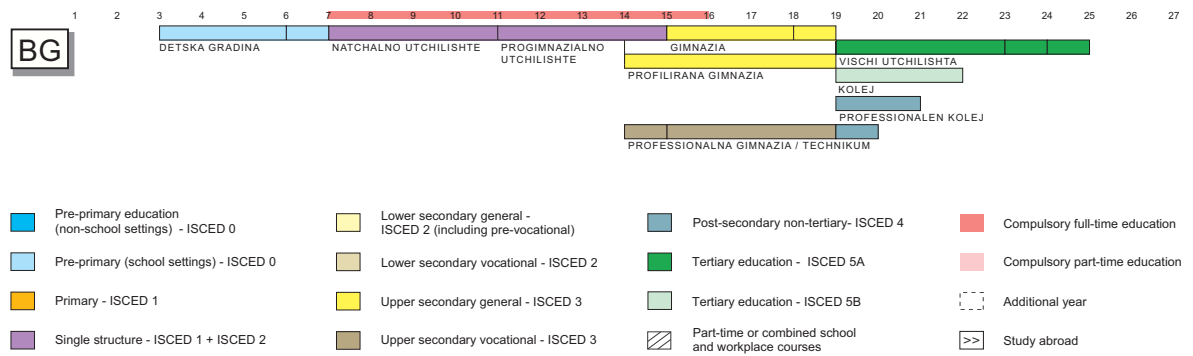 1 2 3 4 5 6 7 8 9 10 11 12 13 14 15 16 17 18 19 20 21 22 23 24 25 26 27
BG
DETSKA GRADINA
NATCHALNO UTCHILISHTE
PROGIMNAZIALNO
UTCHILISHTE
GIMNAZIA
PROFILIRANA GIMNAZIA
VISCHI UTCHILISHTA
KOLEJ
PROFESSIONALEN KOLEJ
PROFESSIONALNA GIMNAZIA / TECHNIKUM
Pre-primary education
(non-school settings) - ISCED 0
Pre-primary (school settings) - ISCED 0
Primary - ISCED 1
Single structure - ISCED 1 + ISCED 2
Lower secondary general -
ISCED 2 (including pre-vocational)
Lower secondary vocational - ISCED 2
Upper secondary general - ISCED 3
Upper secondary vocational - ISCED 3
Post-secondary non-tertiary- ISCED 4
Tertiary education - ISCED 5A
Tertiary education - ISCED 5B
Part-time or combined school
and workplace courses
Compulsory full-time education
Compulsory part-time education
Additional year
>> Study abroad